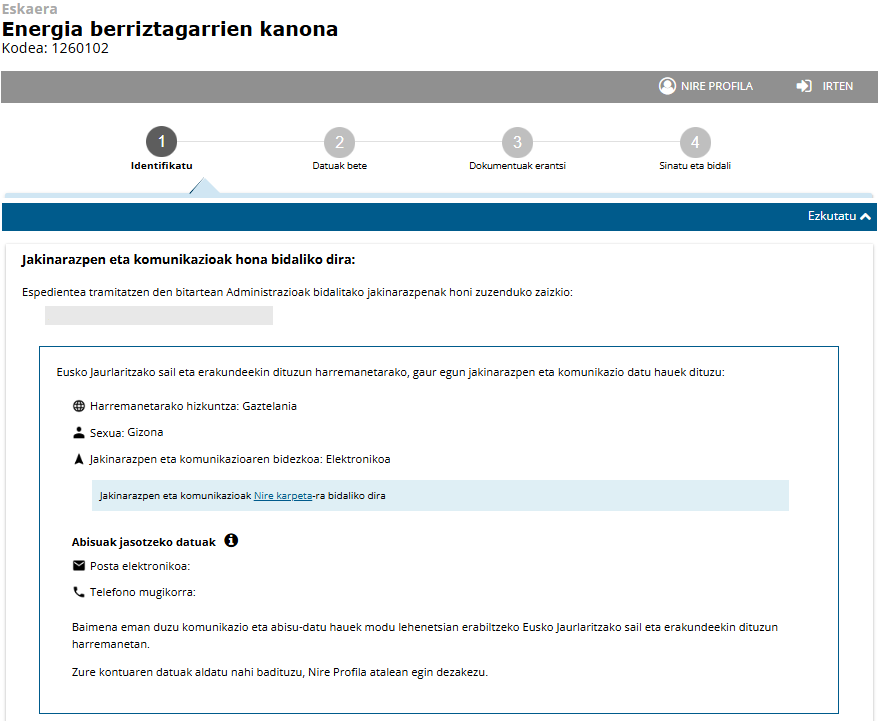 Eskaera
Energia berriztagarrien kanona
Kodea: 1260102
NIRE PROFILA IRTEN
1 2 3 4
Identifikatu Datuak bete Dokumentuak erantsi Sinatu eta bidali
Ezkutatu
Jakinarazpen eta komunikazioak hona bidaliko dira:
Espedientea tramitatzen den bitartean Administrazioak bidalitako jakinarazpenak honi zuzenduko zaizkio:
Eusko Jaurlaritzako sail eta erakundeekin dituzun harremanetarako, gaur egun jakinarazpen eta komunikazio datu hauek dituzu:
Harremanetarako hizkuntza: Gaztelania
Sexua: Gizona
Jakinarazpen eta komunikazioaren bidezkoa: Elektronikoa
Jakinarazpen eta komunikazioak Nire karpeta-ra bidaliko dira
Abisuak jasotzeko datuak
Posta elektronikoa:
Telefono mugikorra:
Baimena eman duzu komunikazio eta abisu-datu hauek modu lehenetsian erabiltzeko Eusko Jaurlaritzako sail eta erakundeekin dituzun
harremanetan.
Zure kontuaren datuak aldatu nahi badituzu, Nire Profila atalean egin dezakezu.